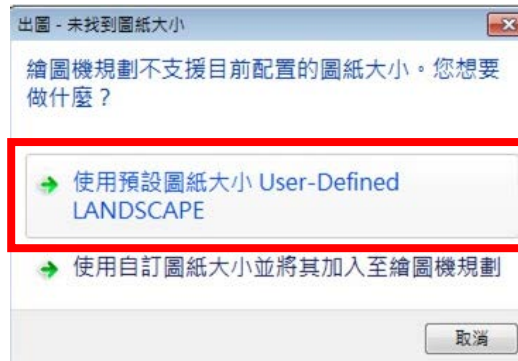 出圖 - 未找到圖紙大小
繪圖機規劃不支援目前配置的圖紙大小。您想要
做什麼？
使用預設圖紙大小 User-Defined
LANDSCAPE
使用自訂圖紙大小並將其加入至繪圖機規劃
取消